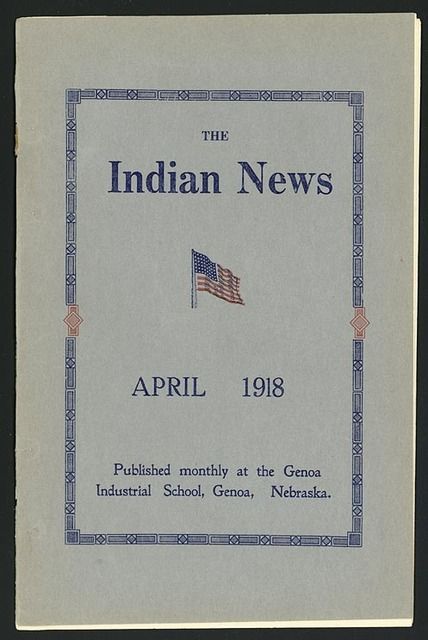 THE
Indian News
APRIL 1918
Published monthly at the Genoa
Industrial School, Genoa, Nebraska.